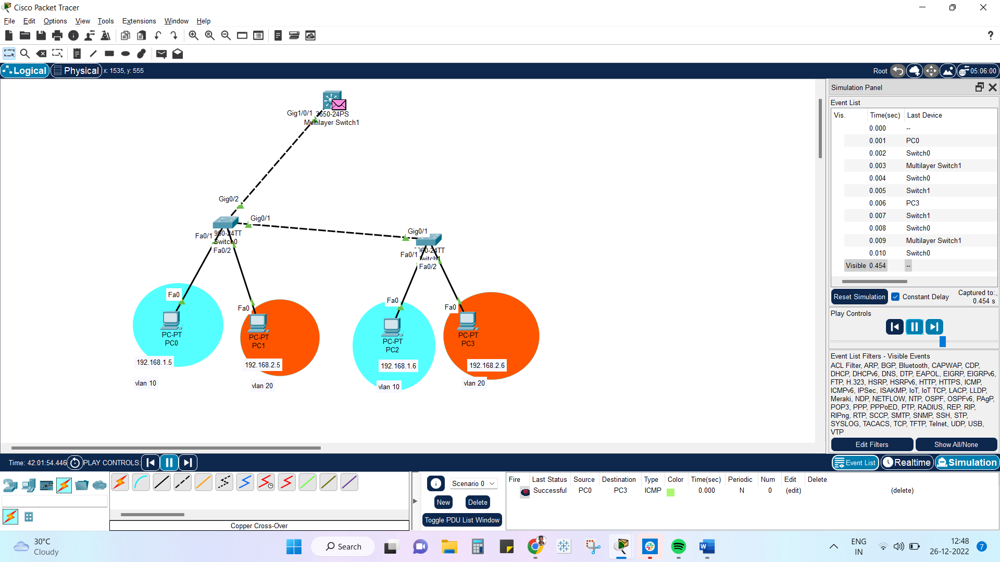 Cisco Packet Tracer
File Edit Options View Tools Extensions Window Help
?
Logical Physical x: 1535, y: 555
Root 05:06:00
Gig1/0/1 3650-24PS
Multilayer Switch1
Gig0/2
Gig0/1
960-24TT
Fa0/1 Switch0
Fa0/2
Gig0/1
60-24TT
Fa0/1 witch1
Fa0/2
Fa0
PC-PT
PC0
192.168.1.5
vlan 10
Fa0
PC-PT
PC1
192.168.2.5
vlan 20
Fa0
PC-PT
PC2
192.168.1.6
vlan 10
Fa0
PC-PT
PC3
192.168.2.6
vlan 20
Simulation Panel
Event List
Vis. Time(sec) Last Device
0.000 --
0.001 PC0
0.002 Switch0
0.003 Multilayer Switch1
0.004 Switch0
0.005 Switch1
0.006 PC3
0.007 Switch1
0.008 Switch0
0.009 Multilayer Switch1
0.010 Switch0
Visible 0.454 --
Reset Simulation Constant Delay Captured to:
0.454 s
Play Controls
Event List Filters - Visible Events
ACL Filter, ARP, BGP, Bluetooth, CAPWAP, CDP,
DHCP, DHCPv6, DNS, DTP, EAPOL, EIGRP, EIGRPv6,
FTP, H.323, HSRP, HSRPv6, HTTP, HTTPS, ICMP,
ICMPv6, IPSec, ISAKMP, IoT, IoT TCP, LACP, LLDP,
Meraki, NDP, NETFLOW, NTP, OSPF, OSPFv6, PAgP,
POP3, PPP, PPPoED, PTP, RADIUS, REP, RIP,
RIPng, RTP, SCCP, SMTP, SNMP, SSH, STP,
SYSLOG, TACACS, TCP, TFTP, Telnet, UDP, USB,
VTP
Edit Filters Show All/None
Time: 42:01:54.446 PLAY CONTROLS:
Event List Realtime Simulation
Copper Cross-Over
Scenario 0
New Delete
Toggle PDU List Window
Fire Last Status Source Destination Type Color Time(sec) Periodic Num Edit Delete
Successful PC0 PC3 ICMP 0.000 N 0 (edit) (delete)
30°C
Cloudy
Search
ENG
IN
12:48
26-12-2022
7